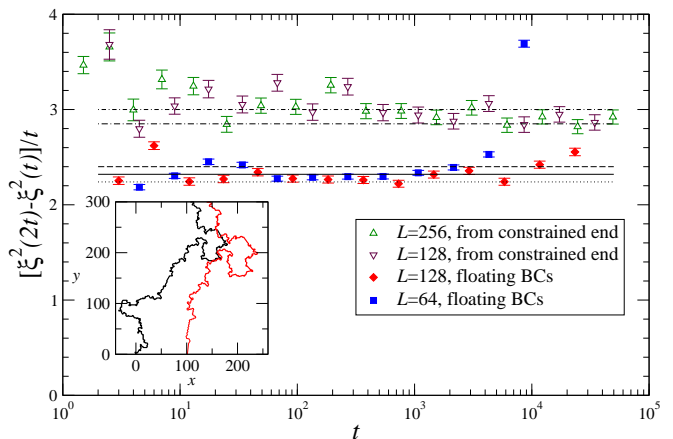 [ξ²(2t)-ξ²(t)]/t
4
3
2
1
0
300
200
100
0
y
0 100 200
x
L=256, from constrained end
L=128, from constrained end
L=128, floating BCs
L=64, floating BCs
10⁰ 10¹ 10² 10³ 10⁴ 10⁵
t